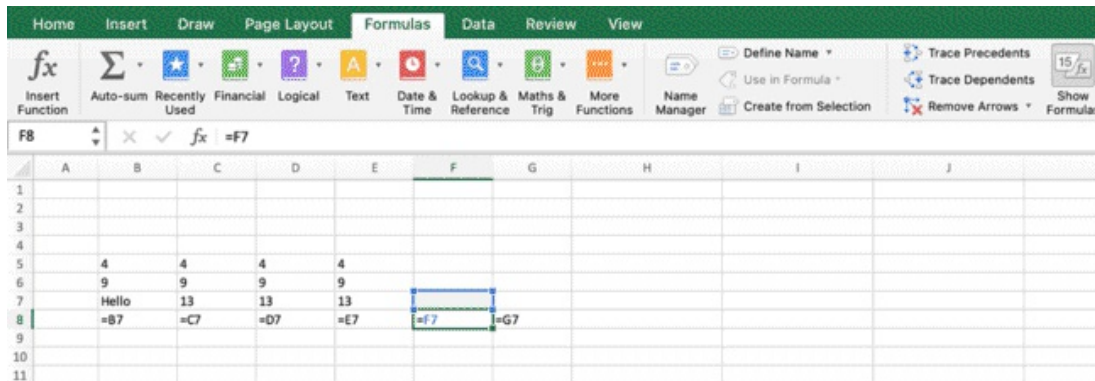 Home Insert Draw Page Layout Formulas Data Review View
fx Σ ? A θ 15 fx
Define Name Trace Precedents
Use in Formula Trace Dependents
Create from Selection Remove Arrows
Insert Function Auto-sum Recently Used Financial Logical Text Date & Time Lookup & Reference Maths & Trig More Functions Name Manager Show Formulas
F8 fx =F7
A B C D E F G H I J
1
2
3
4
5 4 4 4 4
6 9 9 9 9
7 Hello 13 13 13
8 =B7 =C7 =D7 =E7 =F7 =G7
9
10
11